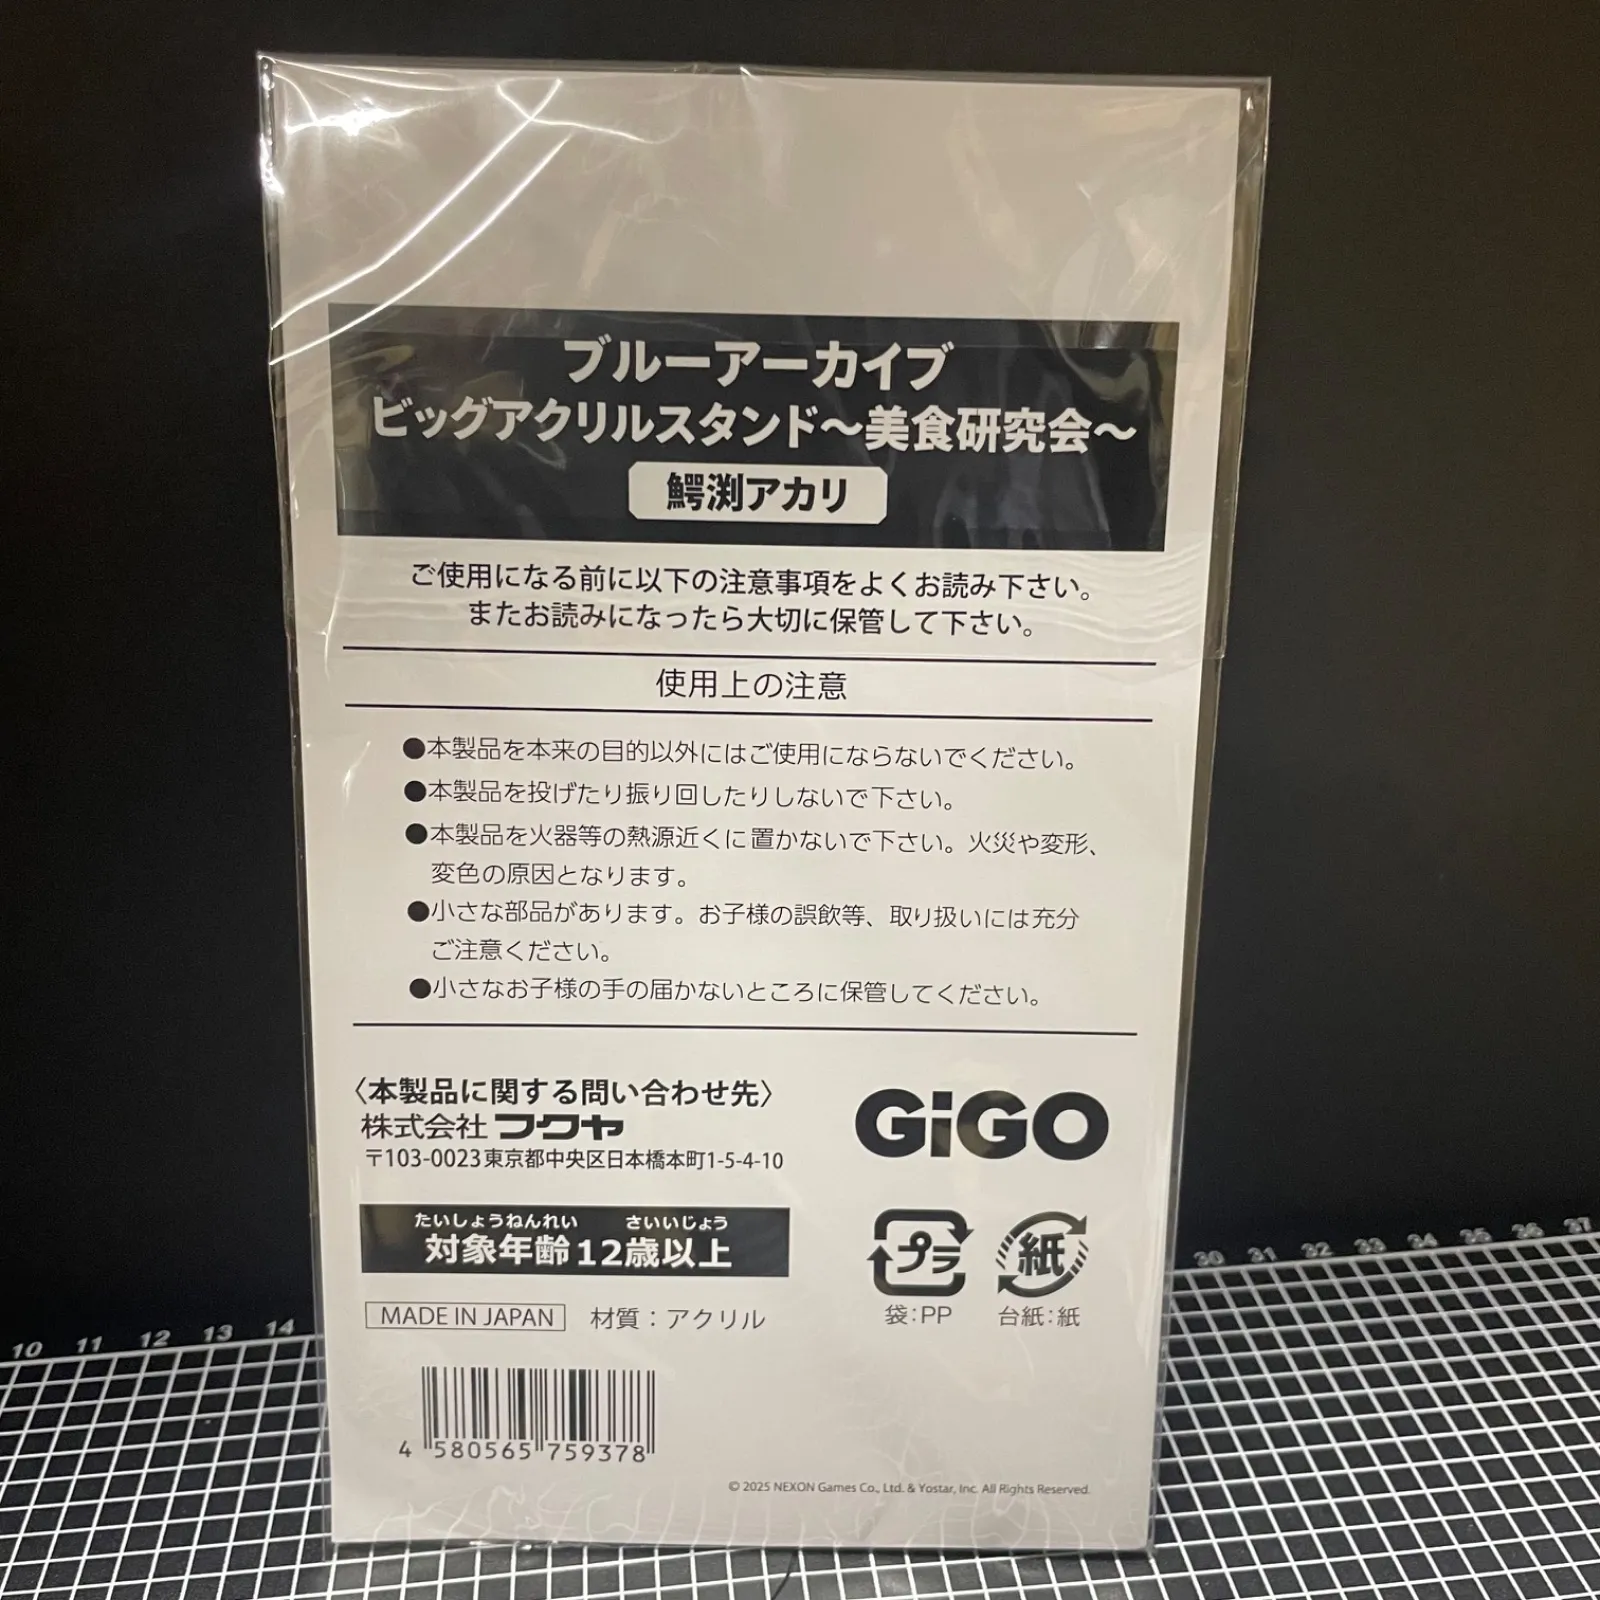 ブルーアーカイブ
ビッグアクリルスタンド～美食研究会～
鰐渕アカリ
ご使用になる前に以下の注意事項をよくお読み下さい。
またお読みになったら大切に保管して下さい。
使用上の注意
●本製品を本来の目的以外にはご使用にならないでください。
●本製品を投げたり振り回したりしないで下さい。
●本製品を火器等の熱源近くに置かないで下さい。火災や変形、
変色の原因となります。
●小さな部品があります。お子様の誤飲等、取り扱いには充分
ご注意ください。
●小さなお子様の手の届かないところに保管してください。
〈本製品に関する問い合わせ先〉
株式会社フクヤ
〒103-0023東京都中央区日本橋本町1-5-4-10
GiGO
たいしょうねんれい さいいじょう
対象年齢12歳以上
プラ 紙
袋:PP 台紙:紙
MADE IN JAPAN 材質：アクリル
4 580565 759378
© 2025 NEXON Games Co., Ltd. & Yostar, Inc. All Rights Reserved.
10 11 12 13 14
30 31 32 33 34 35 36 37